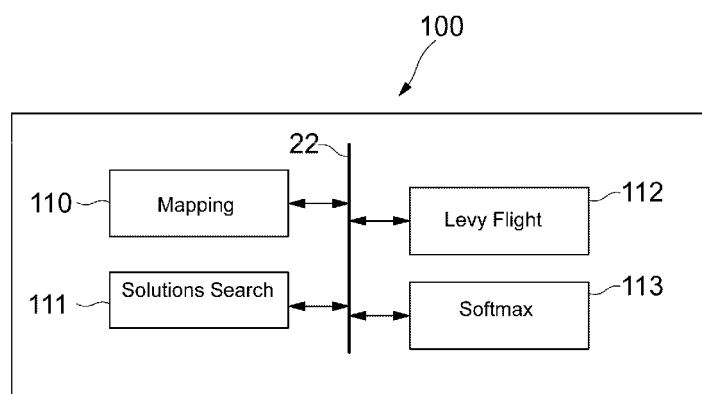 100
22
110
Mapping
112
Levy Flight
111
Solutions Search
113
Softmax